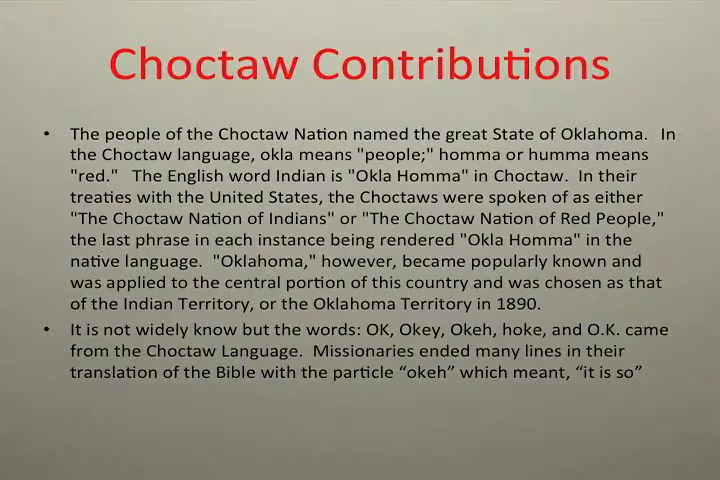 Choctaw Contributions
• The people of the Choctaw Nation named the great State of Oklahoma.  In
the Choctaw language, okla means "people;" homma or humma means
"red."  The English word Indian is "Okla Homma" in Choctaw.  In their
treaties with the United States, the Choctaws were spoken of as either
"The Choctaw Nation of Indians" or "The Choctaw Nation of Red People,"
the last phrase in each instance being rendered "Okla Homma" in the
native language.  "Oklahoma," however, became popularly known and
was applied to the central portion of this country and was chosen as that
of the Indian Territory, or the Oklahoma Territory in 1890.
• It is not widely know but the words: OK, Okey, Okeh, hoke, and O.K. came
from the Choctaw Language.  Missionaries ended many lines in their
translation of the Bible with the particle “okeh” which meant, “it is so”